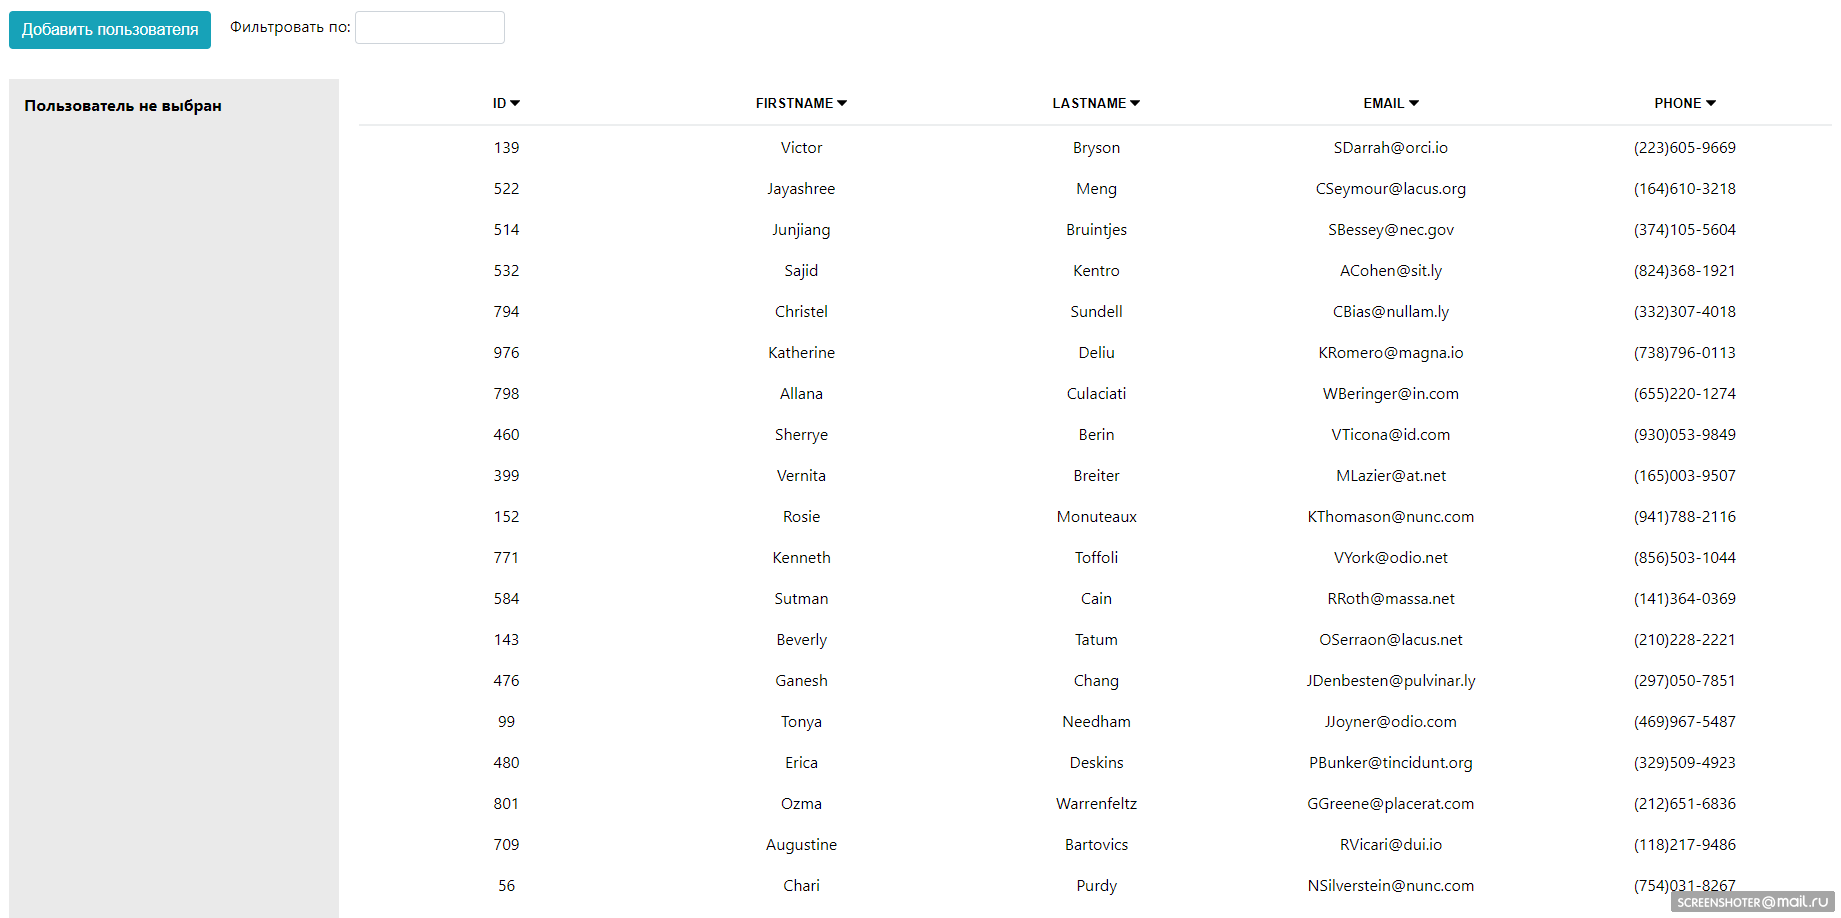 Добавить пользователя Фильтровать по:
Пользователь не выбран
ID FIRSTNAME LASTNAME EMAIL PHONE
139 Victor Bryson SDarrah@orci.io (223)605-9669
522 Jayashree Meng CSeymour@lacus.org (164)610-3218
514 Junjiang Bruintjes SBessey@nec.gov (374)105-5604
532 Sajid Kentro ACohen@sit.ly (824)368-1921
794 Christel Sundell CBias@nullam.ly (332)307-4018
976 Katherine Deliu KRomero@magna.io (738)796-0113
798 Allana Culaciati WBeringer@in.com (655)220-1274
460 Sherrye Berin VTicona@id.com (930)053-9849
399 Vernita Breiter MLazier@at.net (165)003-9507
152 Rosie Monuteaux KThomason@nunc.com (941)788-2116
771 Kenneth Toffoli VYork@odio.net (856)503-1044
584 Sutman Cain RRoth@massa.net (141)364-0369
143 Beverly Tatum OSerraon@lacus.net (210)228-2221
476 Ganesh Chang JDenbesten@pulvinar.ly (297)050-7851
99 Tonya Needham JJoyner@odio.com (469)967-5487
480 Erica Deskins PBunker@tincidunt.org (329)509-4923
801 Ozma Warrenfeltz GGreene@placerat.com (212)651-6836
709 Augustine Bartovics RVicari@dui.io (118)217-9486
56 Chari Purdy NSilverstein@nunc.com (754)031-8267
SCREENSHOTER@mail.ru